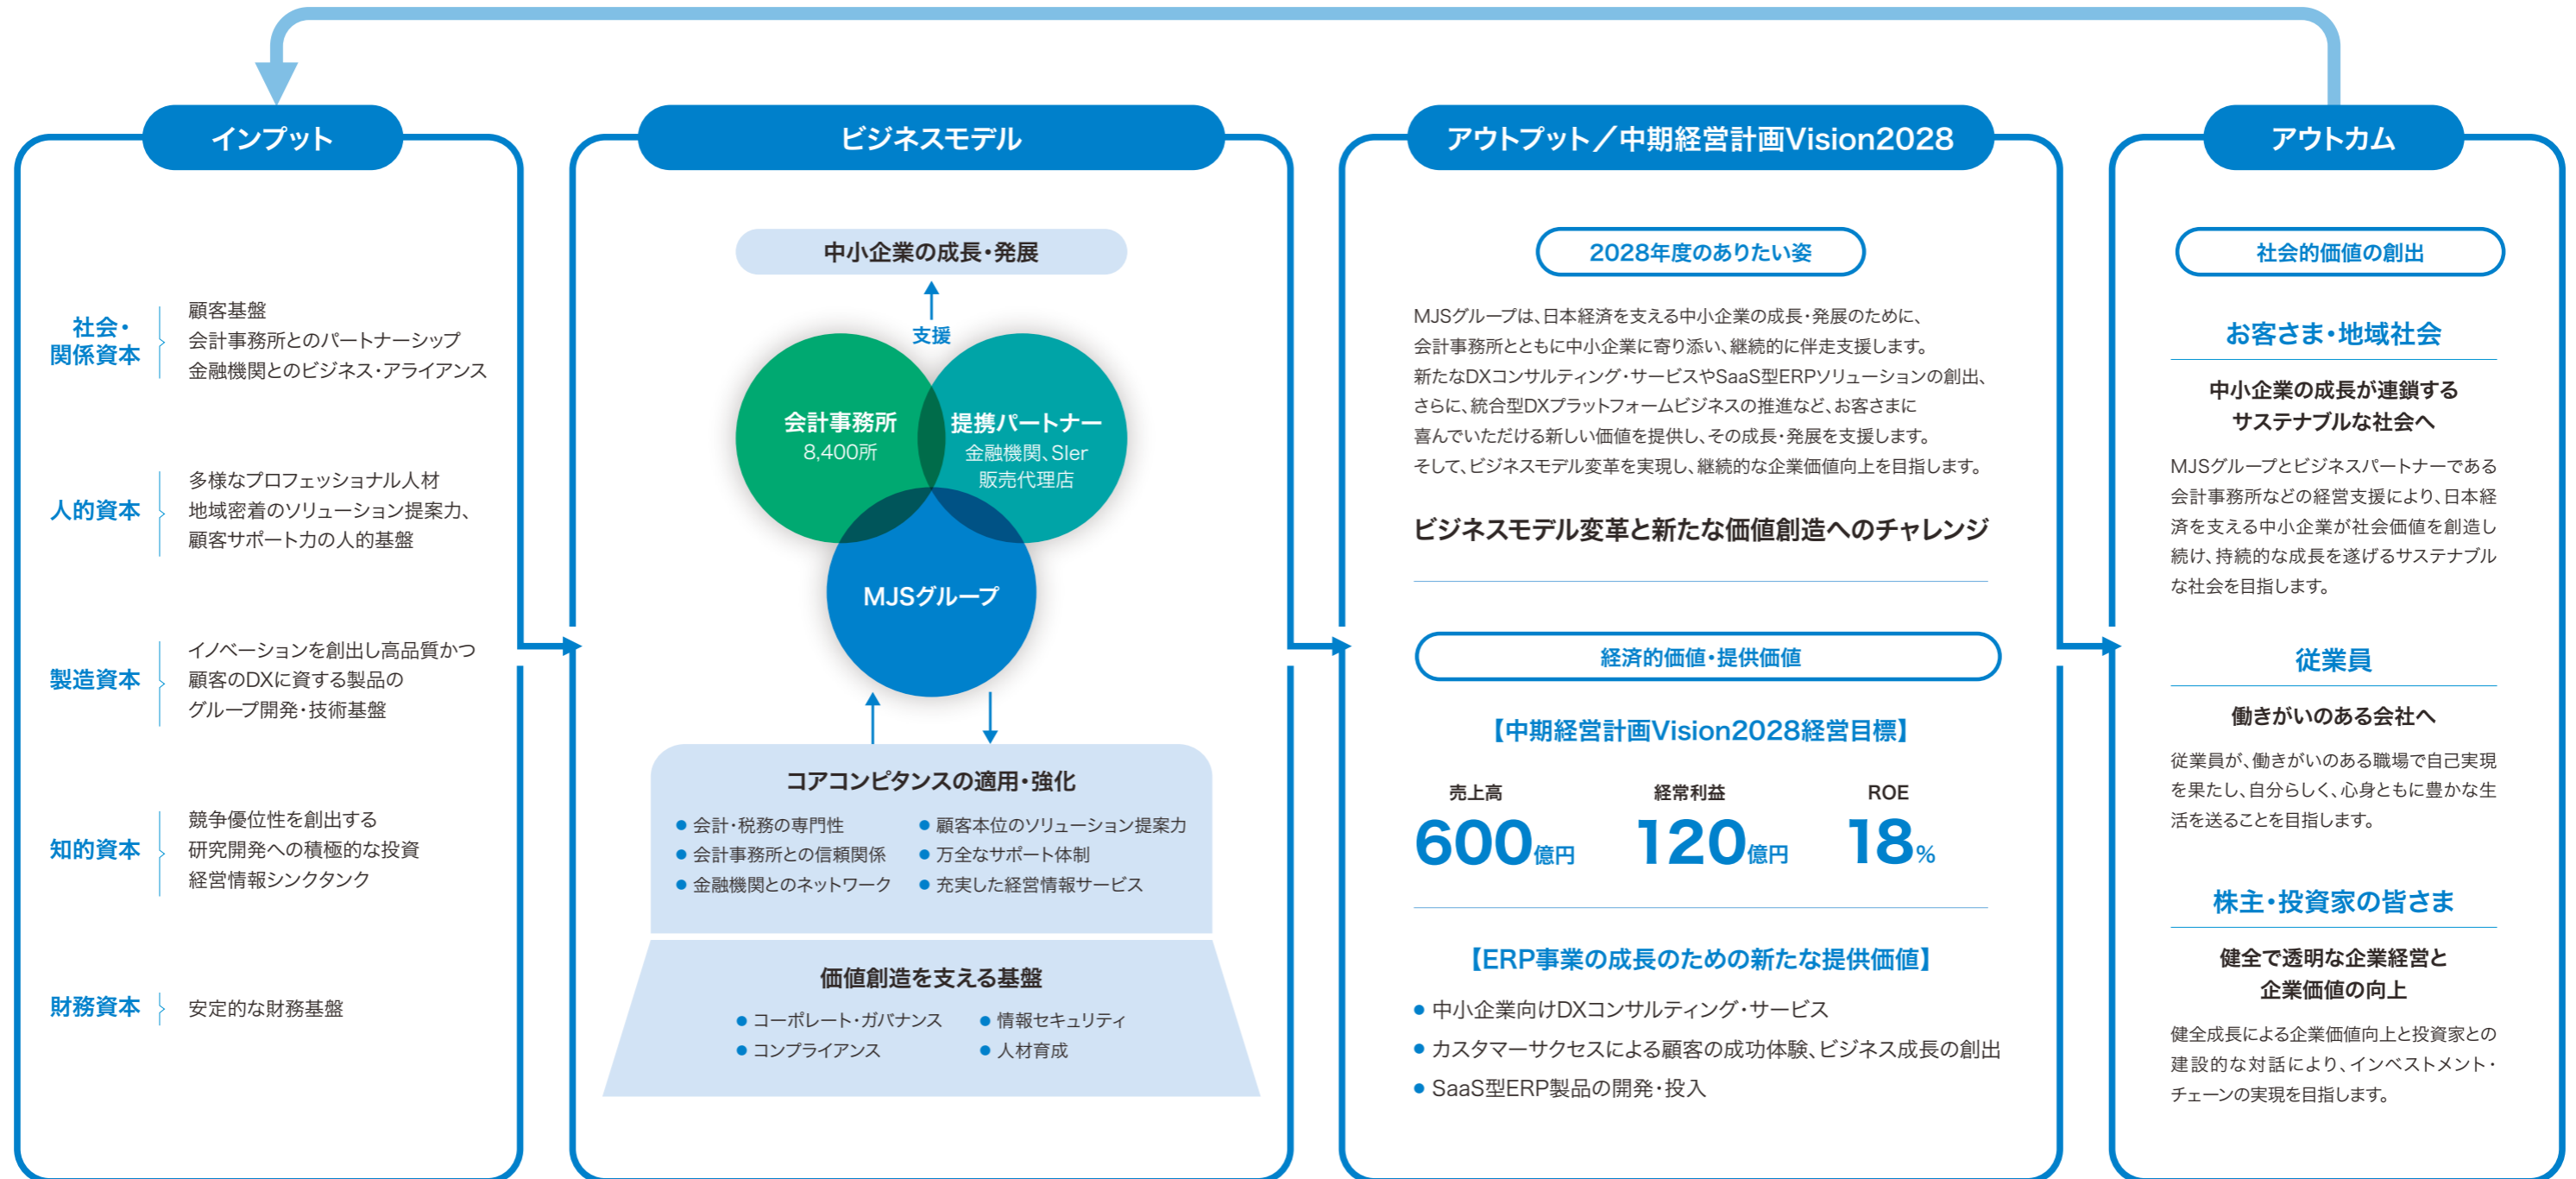 インプット
社会・
関係資本
顧客基盤
会計事務所とのパートナーシップ
金融機関とのビジネス・アライアンス
人的資本
多様なプロフェッショナル人材
地域密着のソリューション提案力、
顧客サポート力の人的基盤
製造資本
イノベーションを創出し高品質かつ
顧客のDXに資する製品の
グループ開発・技術基盤
知的資本
競争優位性を創出する
研究開発への積極的な投資
経営情報シンクタンク
財務資本
安定的な財務基盤
ビジネスモデル
中小企業の成長・発展
支援
会計事務所
8,400所
提携パートナー
金融機関、SIer
販売代理店
MJSグループ
コアコンピタンスの適用・強化
● 会計・税務の専門性
● 会計事務所との信頼関係
● 金融機関とのネットワーク
● 顧客本位のソリューション提案力
● 万全なサポート体制
● 充実した経営情報サービス
価値創造を支える基盤
● コーポレート・ガバナンス
● コンプライアンス
● 情報セキュリティ
● 人材育成
アウトプット／中期経営計画Vision2028
2028年度のありたい姿
MJSグループは、日本経済を支える中小企業の成長・発展のために、
会計事務所とともに中小企業に寄り添い、継続的に伴走支援します。
新たなDXコンサルティング・サービスやSaaS型ERPソリューションの創出、
さらに、統合型DXプラットフォームビジネスの推進など、お客さまに
喜んでいただける新しい価値を提供し、その成長・発展を支援します。
そして、ビジネスモデル変革を実現し、継続的な企業価値向上を目指します。
ビジネスモデル変革と新たな価値創造へのチャレンジ
経済的価値・提供価値
【中期経営計画Vision2028経営目標】
売上高
600億円
経常利益
120億円
ROE
18%
【ERP事業の成長のための新たな提供価値】
● 中小企業向けDXコンサルティング・サービス
● カスタマーサクセスによる顧客の成功体験、ビジネス成長の創出
● SaaS型ERP製品の開発・投入
アウトカム
社会的価値の創出
お客さま・地域社会
中小企業の成長が連鎖する
サステナブルな社会へ
MJSグループとビジネスパートナーである
会計事務所などの経営支援により、日本経
済を支える中小企業が社会価値を創造し
続け、持続的な成長を遂げるサステナブル
な社会を目指します。
従業員
働きがいのある会社へ
従業員が、働きがいのある職場で自己実現
を果たし、自分らしく、心身ともに豊かな生
活を送ることを目指します。
株主・投資家の皆さま
健全で透明な企業経営と
企業価値の向上
健全成長による企業価値向上と投資家との
建設的な対話により、インベストメント・
チェーンの実現を目指します。